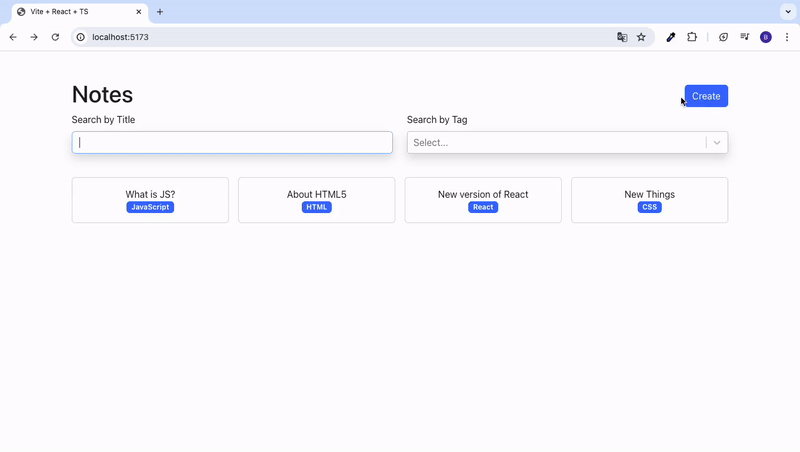 Vite + React + TS
localhost:5173
B
Notes
Create
Search by Title
Search by Tag
Select...
What is JS?
JavaScript
About HTML5
HTML
New version of React
React
New Things
CSS